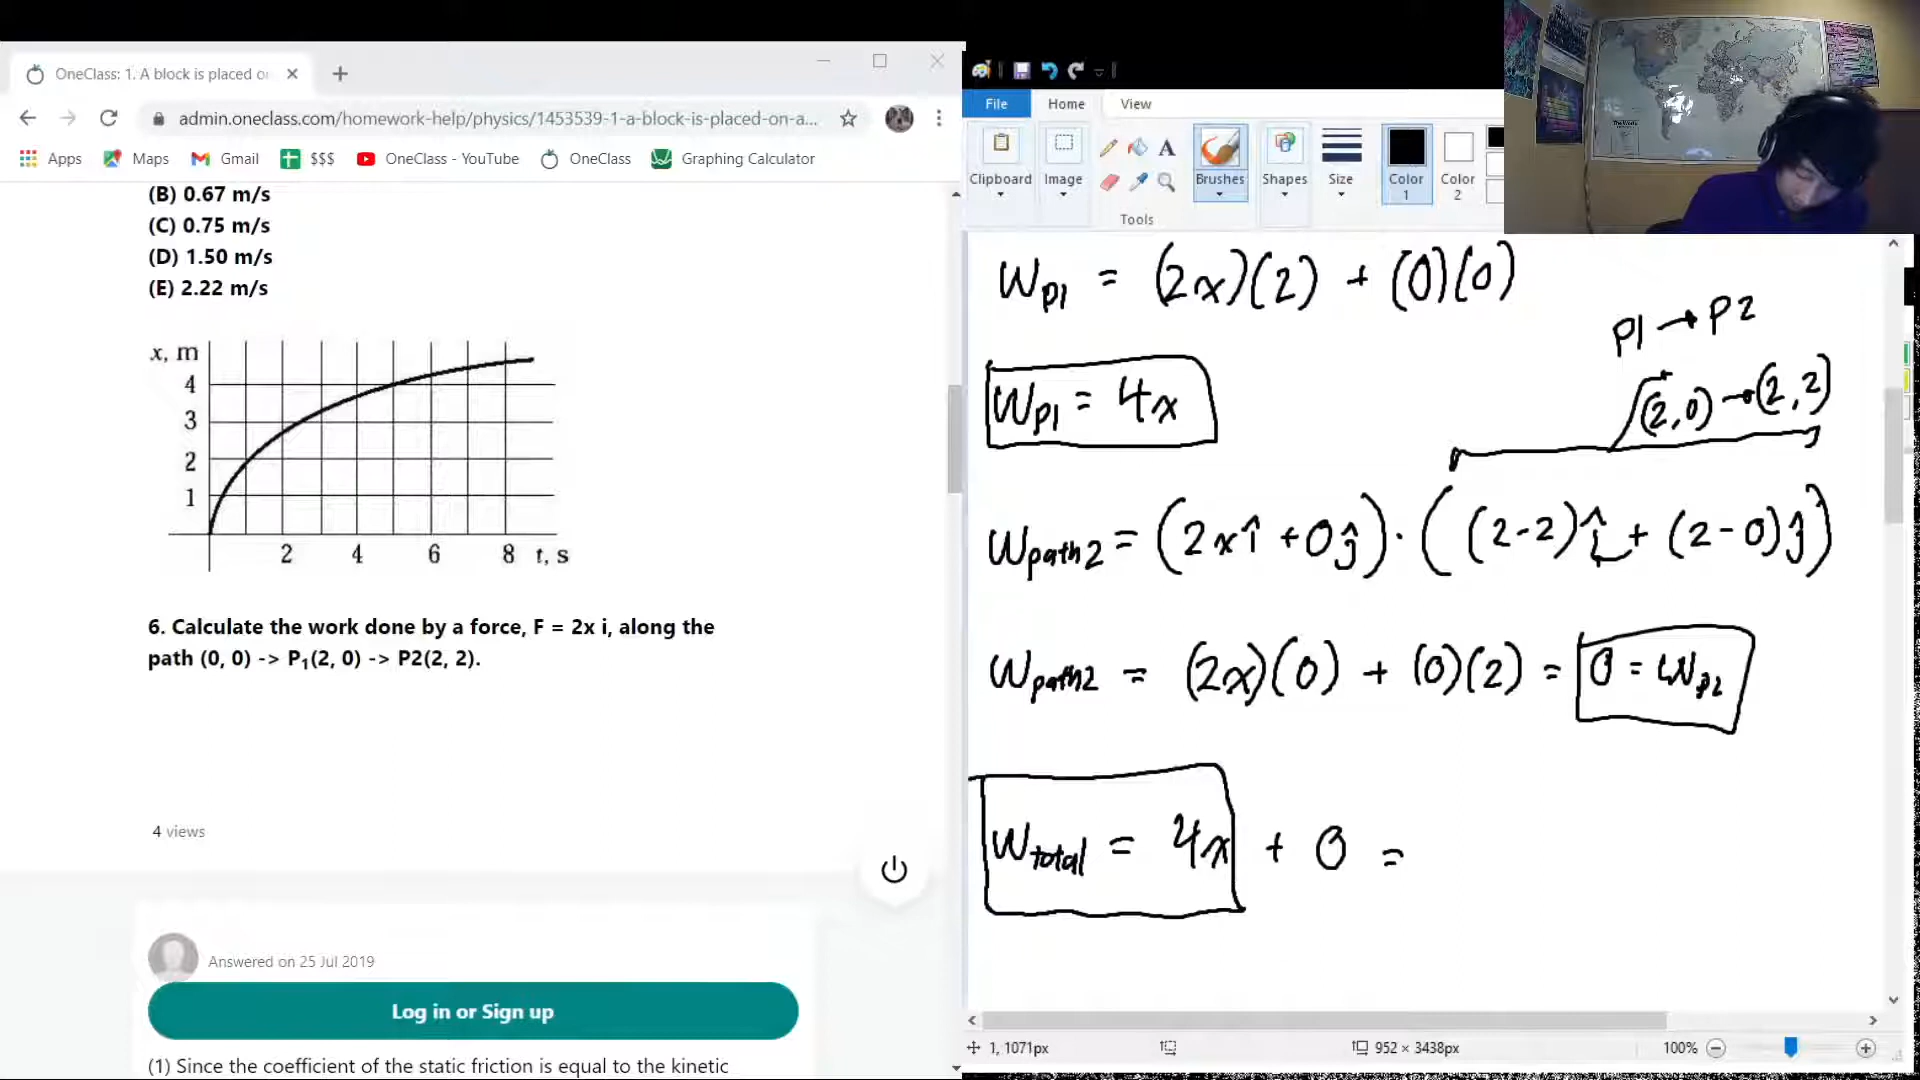 OneClass: 1. A block is placed o
admin.oneclass.com/homework-help/physics/1453539-1-a-block-is-placed-on-a...
Apps Maps Gmail $$$ OneClass - YouTube OneClass Graphing Calculator
(B) 0.67 m/s
(C) 0.75 m/s
(D) 1.50 m/s
(E) 2.22 m/s
x, m
4
3
2
1
2 4 6 8 t, s
6. Calculate the work done by a force, F = 2x i, along the
path (0, 0) -> P₁(2, 0) -> P2(2, 2).
4 views
Answered on 25 Jul 2019
Log in or Sign up
(1) Since the coefficient of the static friction is equal to the kinetic
File Home View
Clipboard Image Brushes Shapes Size Color 1 Color 2
Tools
W_P1 = (2x)(2) + (0)(0)
P1 → P2
W_P1 = 4x
(2,0) → (2,2)
W_path2 = (2xî + 0ĵ) · ((2-2)î + (2-0)ĵ)
W_path2 = (2x)(0) + (0)(2) = 0 = W_P2
W_total = 4x + 0 =
1, 1071px
952 × 3438px
100%